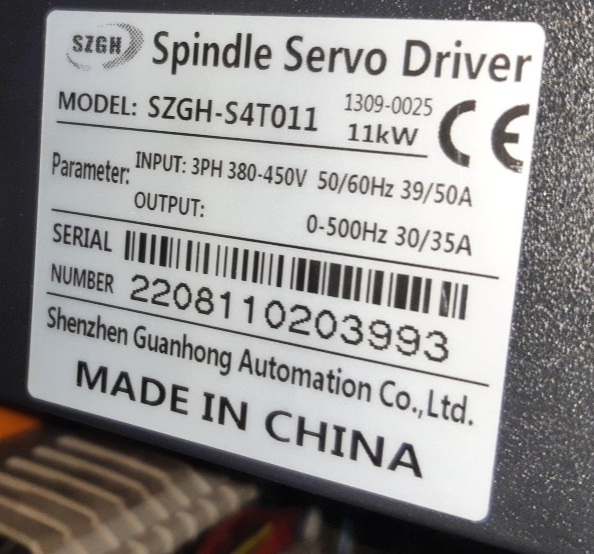 SZGH Spindle Servo Driver
MODEL: SZGH-S4T011 1309-0025
11kW CE
Parameter: INPUT: 3PH 380-450V 50/60Hz 39/50A
OUTPUT: 0-500Hz 30/35A
SERIAL
NUMBER 2208110203993
Shenzhen Guanhong Automation Co.,Ltd.
MADE IN CHINA